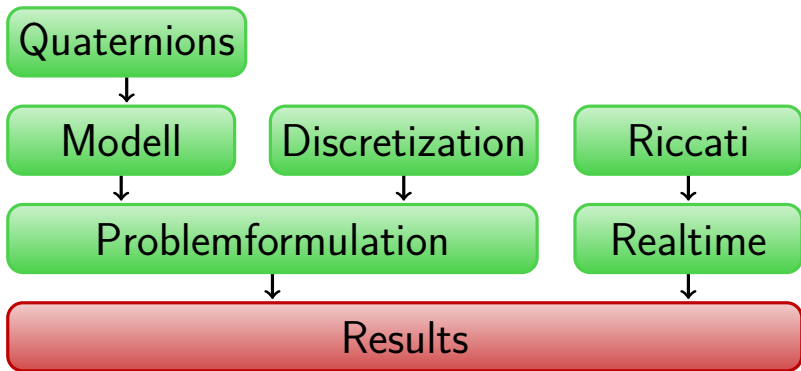 Quaternions
Modell
Discretization
Riccati
Problemformulation
Realtime
Results